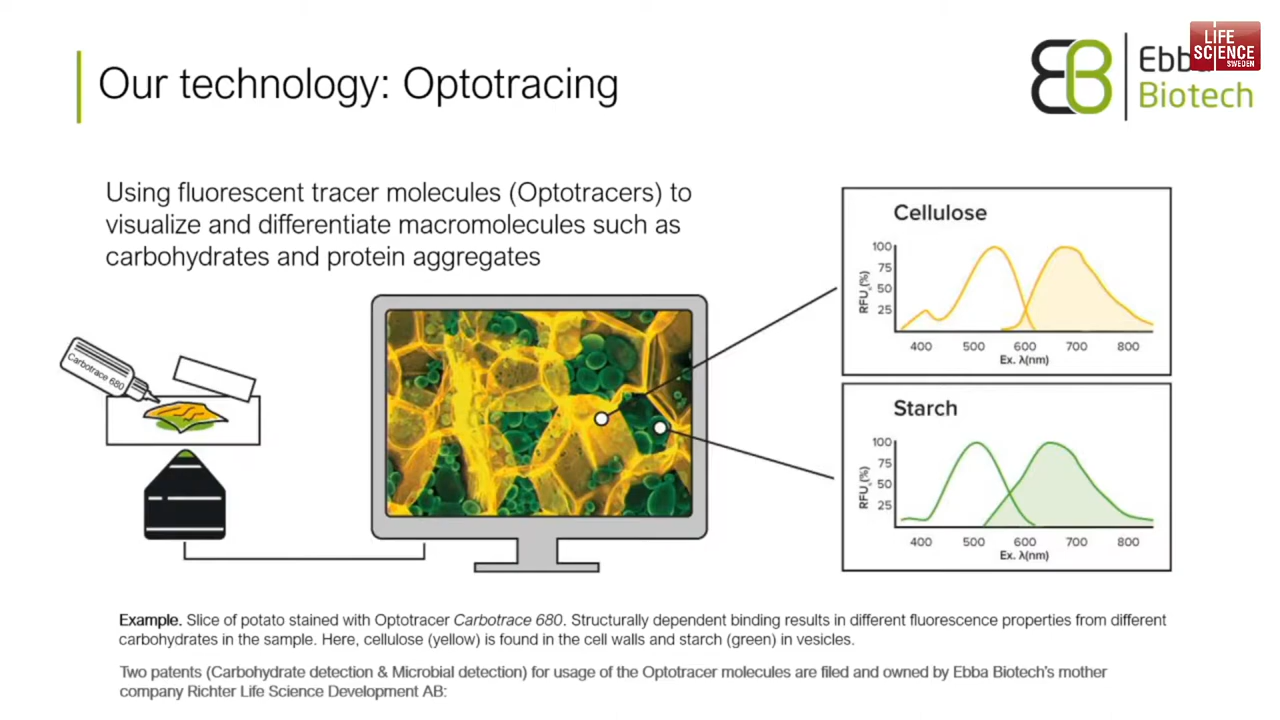 Our technology: Optotracing
LIFE
SCIENCE
SWEDEN
Biotech
Using fluorescent tracer molecules (Optotracers) to
visualize and differentiate macromolecules such as
carbohydrates and protein aggregates
Carbotrace 680
Cellulose
100
75
50
25
RFU (%)
400 500 600 700 800
Ex. λ(nm)
Starch
100
75
50
25
RFU (%)
400 500 600 700 800
Ex. λ(nm)
Example. Slice of potato stained with Optotracer Carbotrace 680. Structurally dependent binding results in different fluorescence properties from different
carbohydrates in the sample. Here, cellulose (yellow) is found in the cell walls and starch (green) in vesicles.
Two patents (Carbohydrate detection & Microbial detection) for usage of the Optotracer molecules are filed and owned by Ebba Biotech's mother
company Richter Life Science Development AB: